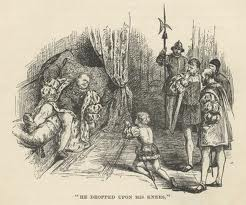 "HE DROPPED UPON HIS KNEES."